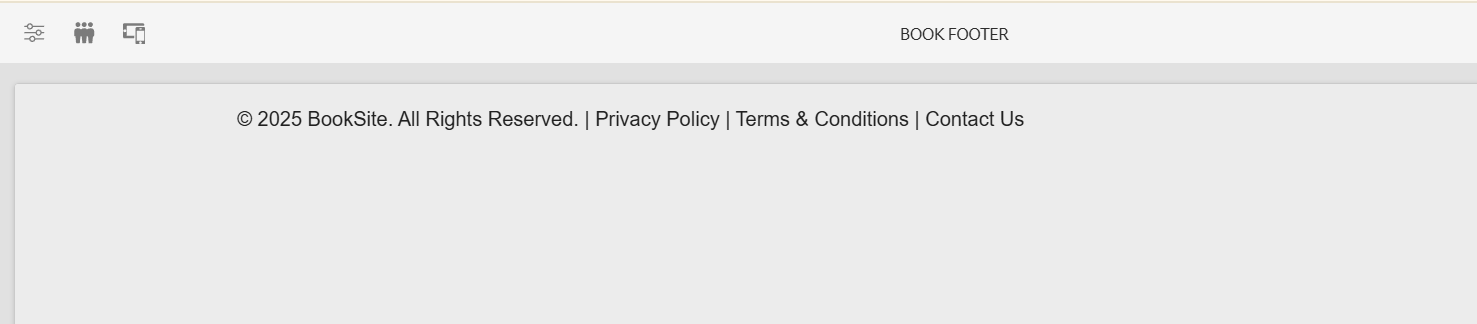 BOOK FOOTER
© 2025 BookSite. All Rights Reserved. | Privacy Policy | Terms & Conditions | Contact Us